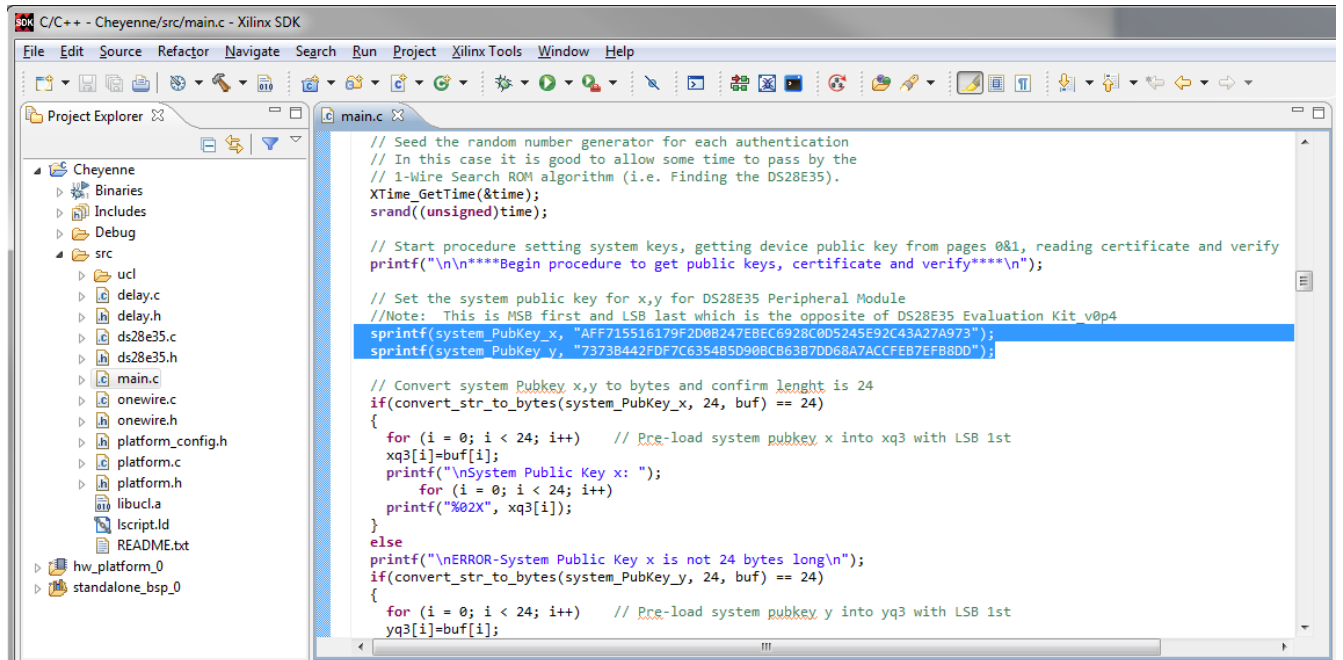 SDK C/C++ - Cheyenne/src/main.c - Xilinx SDK
File Edit Source Refactor Navigate Search Run Project Xilinx Tools Window Help
Project Explorer
Cheyenne
Binaries
Includes
Debug
src
ucl
delay.c
delay.h
ds28e35.c
ds28e35.h
main.c
onewire.c
onewire.h
platform_config.h
platform.c
platform.h
libucl.a
lscript.ld
README.txt
hw_platform_0
standalone_bsp_0
main.c
// Seed the random number generator for each authentication
// In this case it is good to allow some time to pass by the
// 1-Wire Search ROM algorithm (i.e. Finding the DS28E35).
XTime_GetTime(&time);
srand((unsigned)time);
// Start procedure setting system keys, getting device public key from pages 0&1, reading certificate and verify
printf("\n\n****Begin procedure to get public keys, certificate and verify****\n");
// Set the system public key for x,y for DS28E35 Peripheral Module
//Note:  This is MSB first and LSB last which is the opposite of DS28E35 Evaluation Kit_v0p4
sprintf(system_PubKey_x, "AFF715516179F2D0B247EBEC6928C0D5245E92C43A27A973");
sprintf(system_PubKey_y, "7373B442FDF7C6354B5D90BCB63B7DD68A7ACCFEB7EFB8DD");
// Convert system Pubkey x,y to bytes and confirm lenght is 24
if(convert_str_to_bytes(system_PubKey_x, 24, buf) == 24)
{
for (i = 0; i < 24; i++)    // Pre-load system pubkey x into xq3 with LSB 1st
xq3[i]=buf[i];
printf("\nSystem Public Key x: ");
for (i = 0; i < 24; i++)
printf("%02X", xq3[i]);
}
else
printf("\nERROR-System Public Key x is not 24 bytes long\n");
if(convert_str_to_bytes(system_PubKey_y, 24, buf) == 24)
{
for (i = 0; i < 24; i++)    // Pre-load system pubkey y into yq3 with LSB 1st
yq3[i]=buf[i];